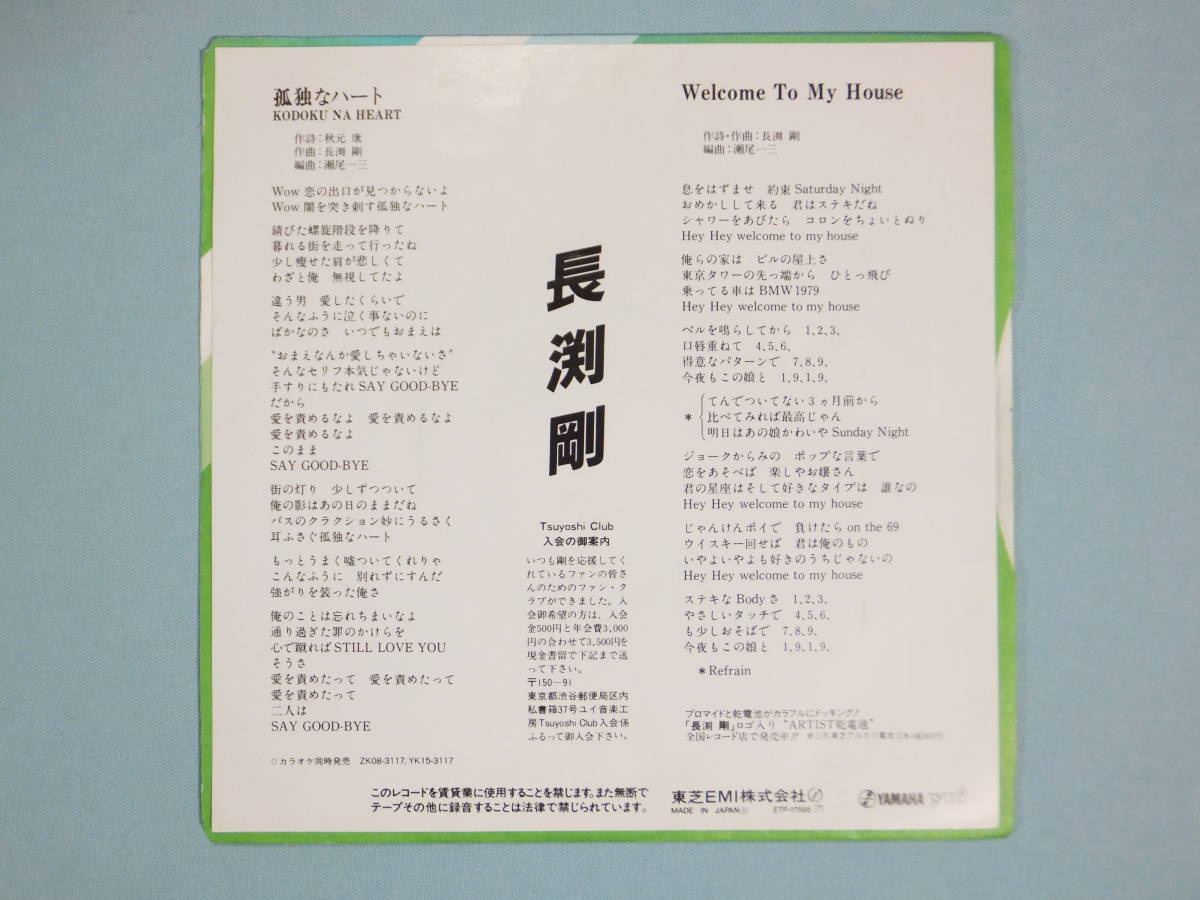 孤独なハート
KODOKU NA HEART
作詩：秋元 康
作曲：長渕 剛
編曲：瀬尾一三
Wow 恋の出口が見つからないよ
Wow 闇を突き刺す孤独なハート
錆びた螺旋階段を降りて
暮れる街を走って行ったね
少し痩せた肩が悲しくて
わざと俺　無視してたよ
違う男　愛したくらいで
そんなふうに泣く事ないのに
ばかなのさ　いつでもおまえは
"おまえなんか愛しちゃいないさ"
そんなセリフ本気じゃないけど
手すりにもたれ SAY GOOD-BYE
だから
愛を責めるなよ　愛を責めるなよ
愛を責めるなよ
このまま
SAY GOOD-BYE
街の灯り　少しずつついて
俺の影はあの日のままだね
バスのクラクション妙にうるさく
耳ふさぐ孤独なハート
もっとうまく嘘ついてくれりゃ
こんなふうに　別れずにすんだ
強がりを装った俺さ
俺のことは忘れちまいなよ
通り過ぎた罪のかけらを
心で蹴れば STILL LOVE YOU
そうさ
愛を責めたって　愛を責めたって
愛を責めたって
二人は
SAY GOOD-BYE
○カラオケ同時発売　ZK08-3117, YK15-3117
長渕剛
Tsuyoshi Club
入会の御案内
いつも剛を応援してく
れているファンの皆さ
んのためのファン・ク
ラブができました。入
会御希望の方は、入会
金500円と年会費3,000
円の合わせて3,500円を
現金書留で下記まで送
って下さい。
〒150−91
東京都渋谷郵便局区内
私書箱37号ユイ音楽工
房Tsuyoshi Club入会係
ふるって御入会下さい。
Welcome To My House
作詩・作曲：長渕 剛
編曲：瀬尾一三
息をはずませ　約束 Saturday Night
おめかしして来る　君はステキだね
シャワーをあびたら　コロンをちょいとぬり
Hey Hey welcome to my house
俺らの家は　ビルの屋上さ
東京タワーの先っ端から　ひとっ飛び
乗ってる車は BMW 1979
Hey Hey welcome to my house
ベルを鳴らしてから　1、2、3、
口唇重ねて　4、5、6、
得意なパターンで　7、8、9、
今夜もこの娘と　1、9、1、9、
＊｛てんでついてない3ヵ月前から
比べてみれば最高じゃん
明日はあの娘かわいや Sunday Night
ジョークからみの　ポップな言葉で
恋をあそべば　楽しやお嬢さん
君の星座はそして好きなタイプは　誰なの
Hey Hey welcome to my house
じゃんけんポイで　負けたら on the 69
ウイスキー回せば　君は俺のもの
いやよいやよも好きのうちじゃないの
Hey Hey welcome to my house
ステキな Body さ　1、2、3、
やさしいタッチで　4、5、6、
も少しおそばで　7、8、9、
今夜もこの娘と　1、9、1、9、
＊Refrain
ブロマイドと乾電池がカラフルにドッキング！
「長渕 剛」ロゴ入り "ARTIST乾電池"
全国レコード店で発売中!!
このレコードを賃貸業に使用することを禁じます。また無断で
テープその他に録音することは法律で禁じられています。
東芝EMI株式会社
MADE IN JAPAN
ETP-17595
YAMAHA